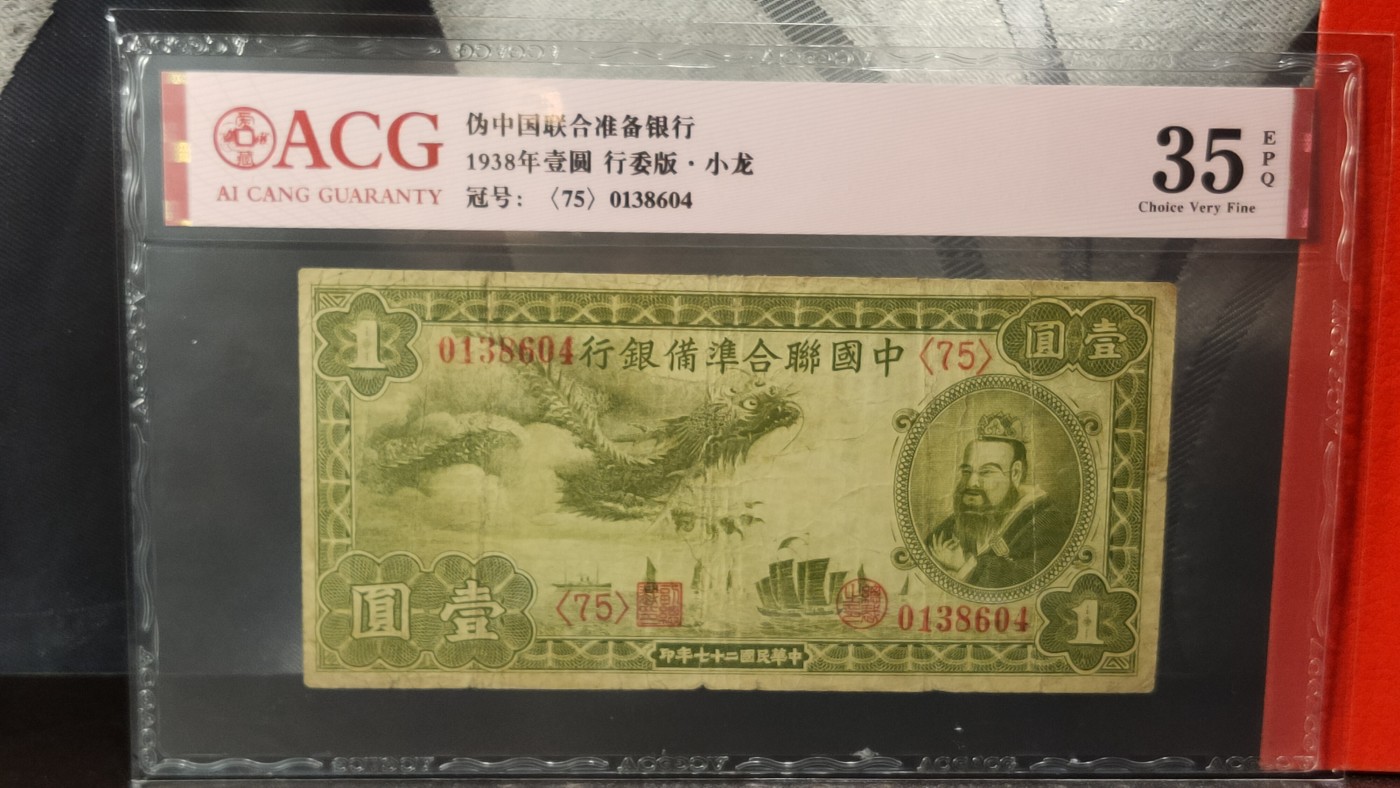 ACG
AI CANG GUARANTY
伪中国联合准备银行
1938年壹圆 行委版·小龙
冠号：〈75〉0138604
35
EPQ
Choice Very Fine
1
0138604
行銀備準合聯國中
〈75〉
圓壹
圓壹
〈75〉
0138604
1
印年七十二國民華中